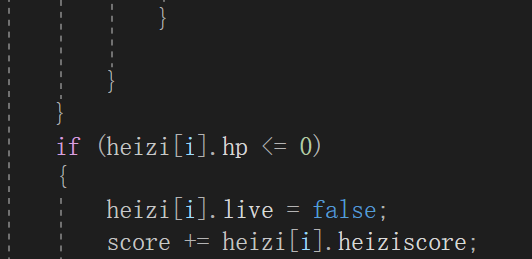 }
}
}
if (heizi[i].hp <= 0)
{
heizi[i].live = false;
score += heizi[i].heiziscore;